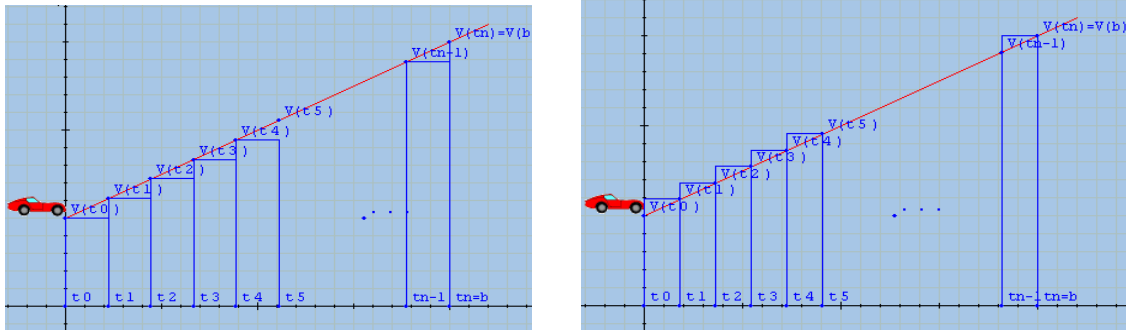 V(tn)=V(b
V(tn-1)
V(t5)
V(t4)
V(t3)
V(t2)
V(t1)
V(t0)
t0 t1 t2 t3 t4 t5 tn-1 tn=b
V(tn)=V(b)
V(tn-1)
V(t5)
V(t4)
V(t3)
V(t2)
V(t1)
V(t0)
t0 t1 t2 t3 t4 t5 tn-1 tn=b